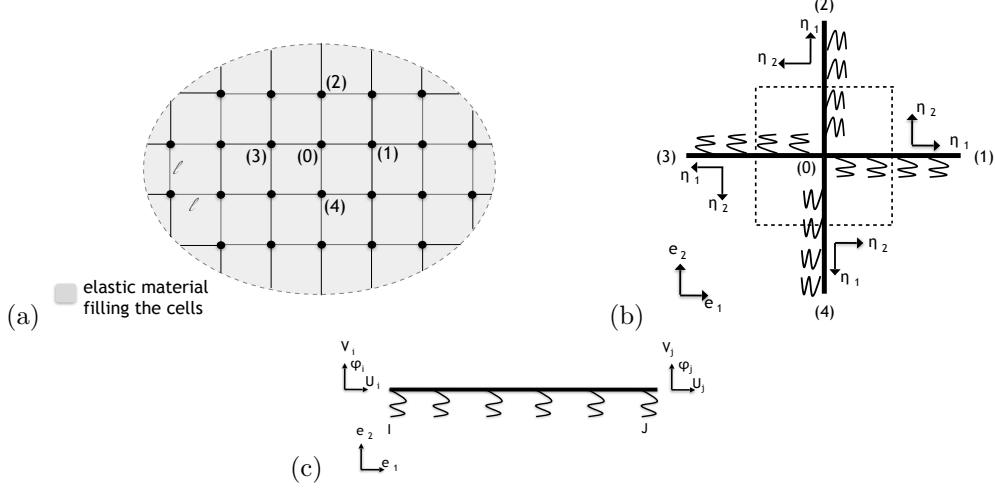 (2)
(3)
(0)
(1)
ℓ
ℓ
(4)
elastic material
filling the cells
(a)
(2)
η 1
η 2
η 2
η 1
(3)
(0)
(1)
η 1
η 2
η 2
η 1
e 2
e 1
(4)
(b)
V i
φ i
U i
V j
φ j
U j
I
J
e 2
e 1
(c)